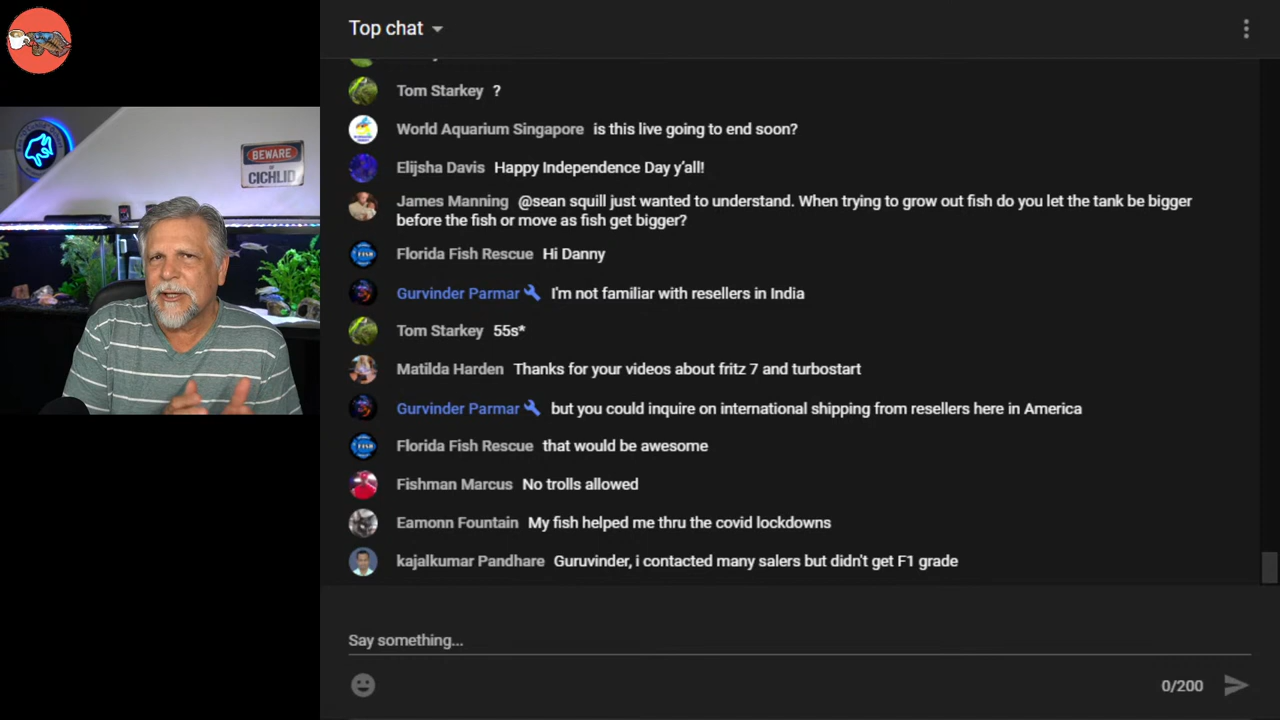 Top chat
Tom Starkey ?
World Aquarium Singapore is this live going to end soon?
Elijsha Davis Happy Independence Day y'all!
James Manning @sean squill just wanted to understand. When trying to grow out fish do you let the tank be bigger
before the fish or move as fish get bigger?
Florida Fish Rescue Hi Danny
Gurvinder Parmar I'm not familiar with resellers in India
Tom Starkey 55s*
Matilda Harden Thanks for your videos about fritz 7 and turbostart
Gurvinder Parmar but you could inquire on international shipping from resellers here in America
Florida Fish Rescue that would be awesome
Fishman Marcus No trolls allowed
Eamonn Fountain My fish helped me thru the covid lockdowns
kajalkumar Pandhare Guruvinder, i contacted many salers but didn't get F1 grade
Say something...
0/200
BEWARE
OF
CICHLID